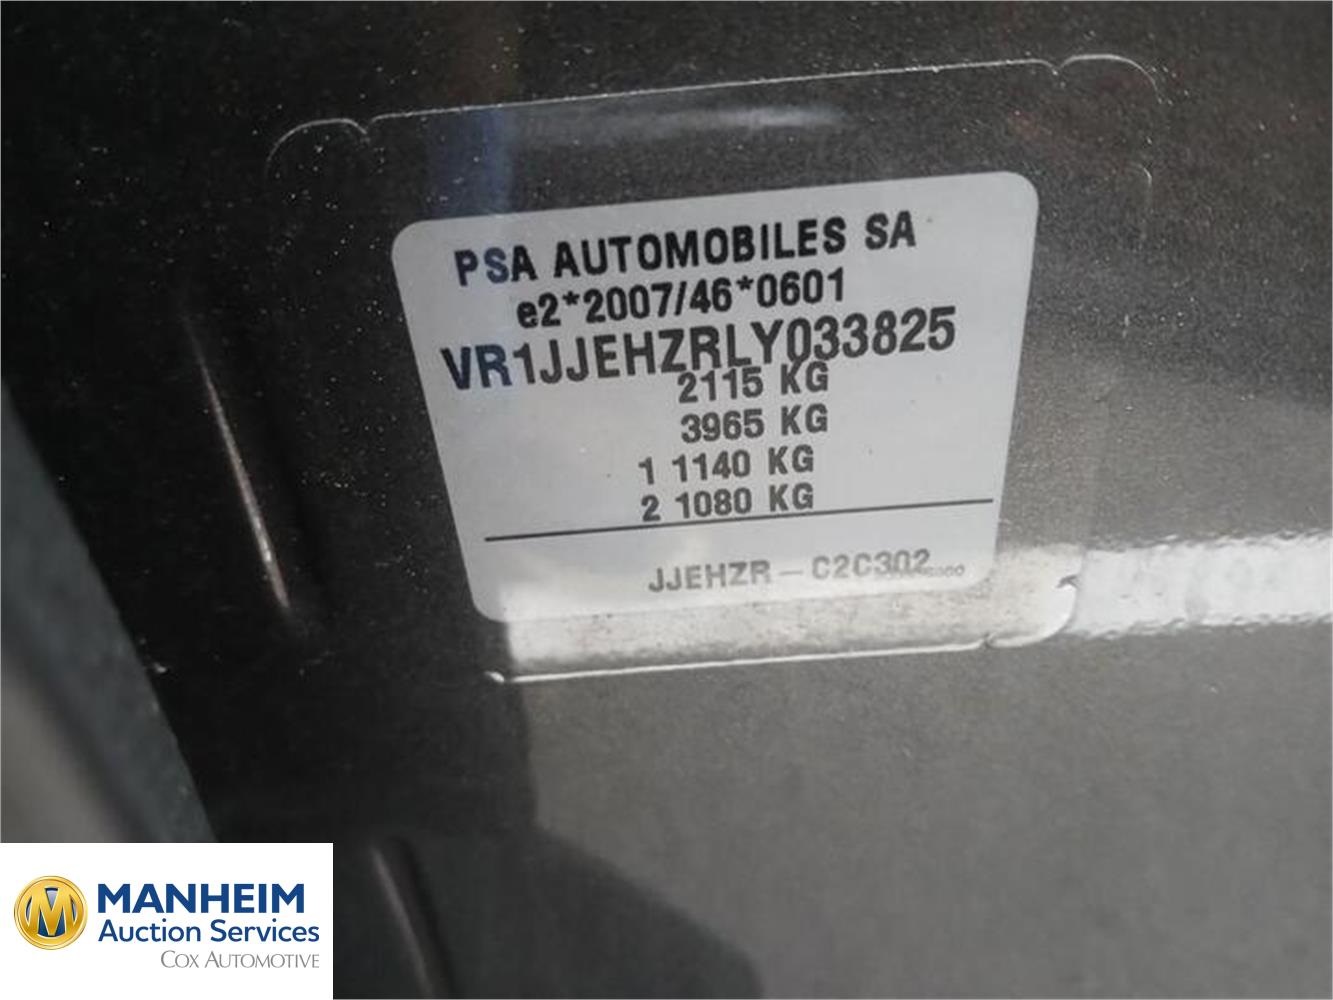 PSA AUTOMOBILES SA
e2*2007/46*0601
VR1JJEHZRLY033825
2115 KG
3965 KG
1 1140 KG
2 1080 KG
JJEHZR - C2C302
MANHEIM
Auction Services
COX AUTOMOTIVE